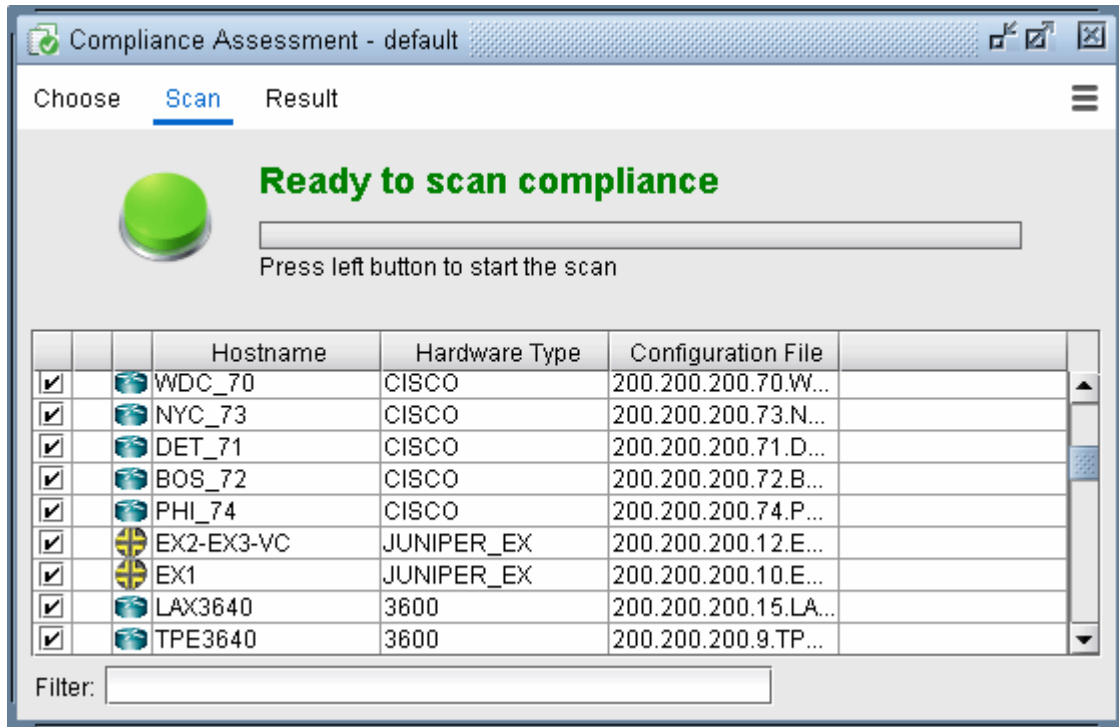 Compliance Assessment - default
Choose Scan Result
Ready to scan compliance
Press left button to start the scan
Hostname Hardware Type Configuration File
WDC_70 CISCO 200.200.200.70.W...
NYC_73 CISCO 200.200.200.73.N...
DET_71 CISCO 200.200.200.71.D...
BOS_72 CISCO 200.200.200.72.B...
PHI_74 CISCO 200.200.200.74.P...
EX2-EX3-VC JUNIPER_EX 200.200.200.12.E...
EX1 JUNIPER_EX 200.200.200.10.E...
LAX3640 3600 200.200.200.15.LA...
TPE3640 3600 200.200.200.9.TP...
Filter: